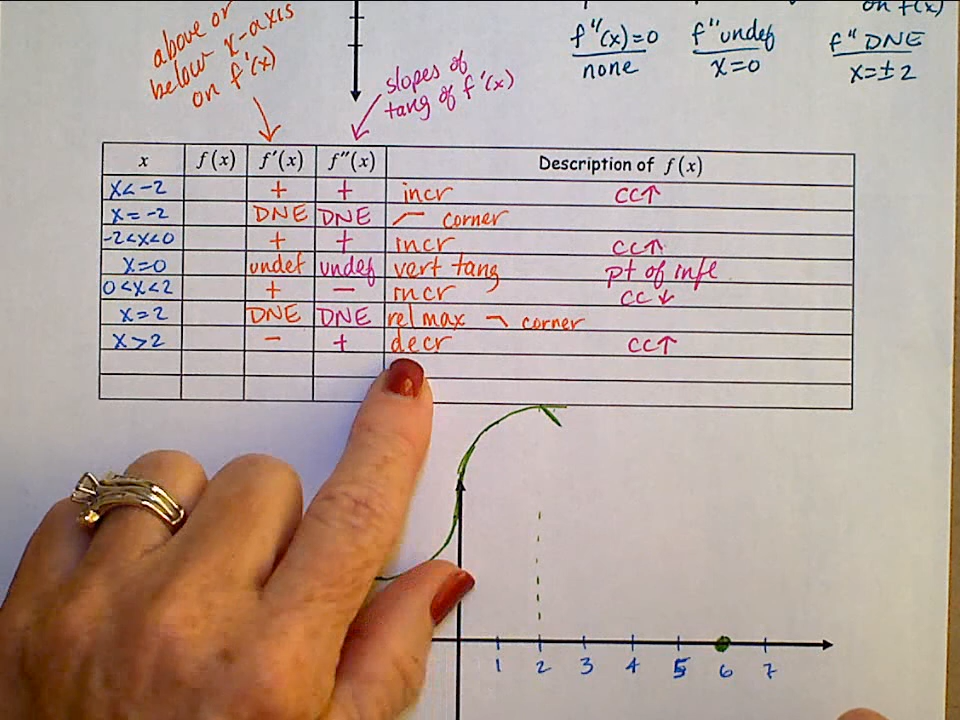 on f(x)
above or
below x-axis
on f'(x)
slopes of
tang of f'(x)
f"(x)=0 f" undef f" DNE
none x=0 x=±2
x f(x) f'(x) f"(x) Description of f(x)
x<-2 + + incr CC↑
x=-2 DNE DNE corner
-2<x<0 + + incr CC↑
x=0 undef undef vert tang pt of infl
0<x<2 + - incr CC↓
x=2 DNE DNE rel max ¬ corner
x>2 - + decr CC↑
1 2 3 4 5 6 7